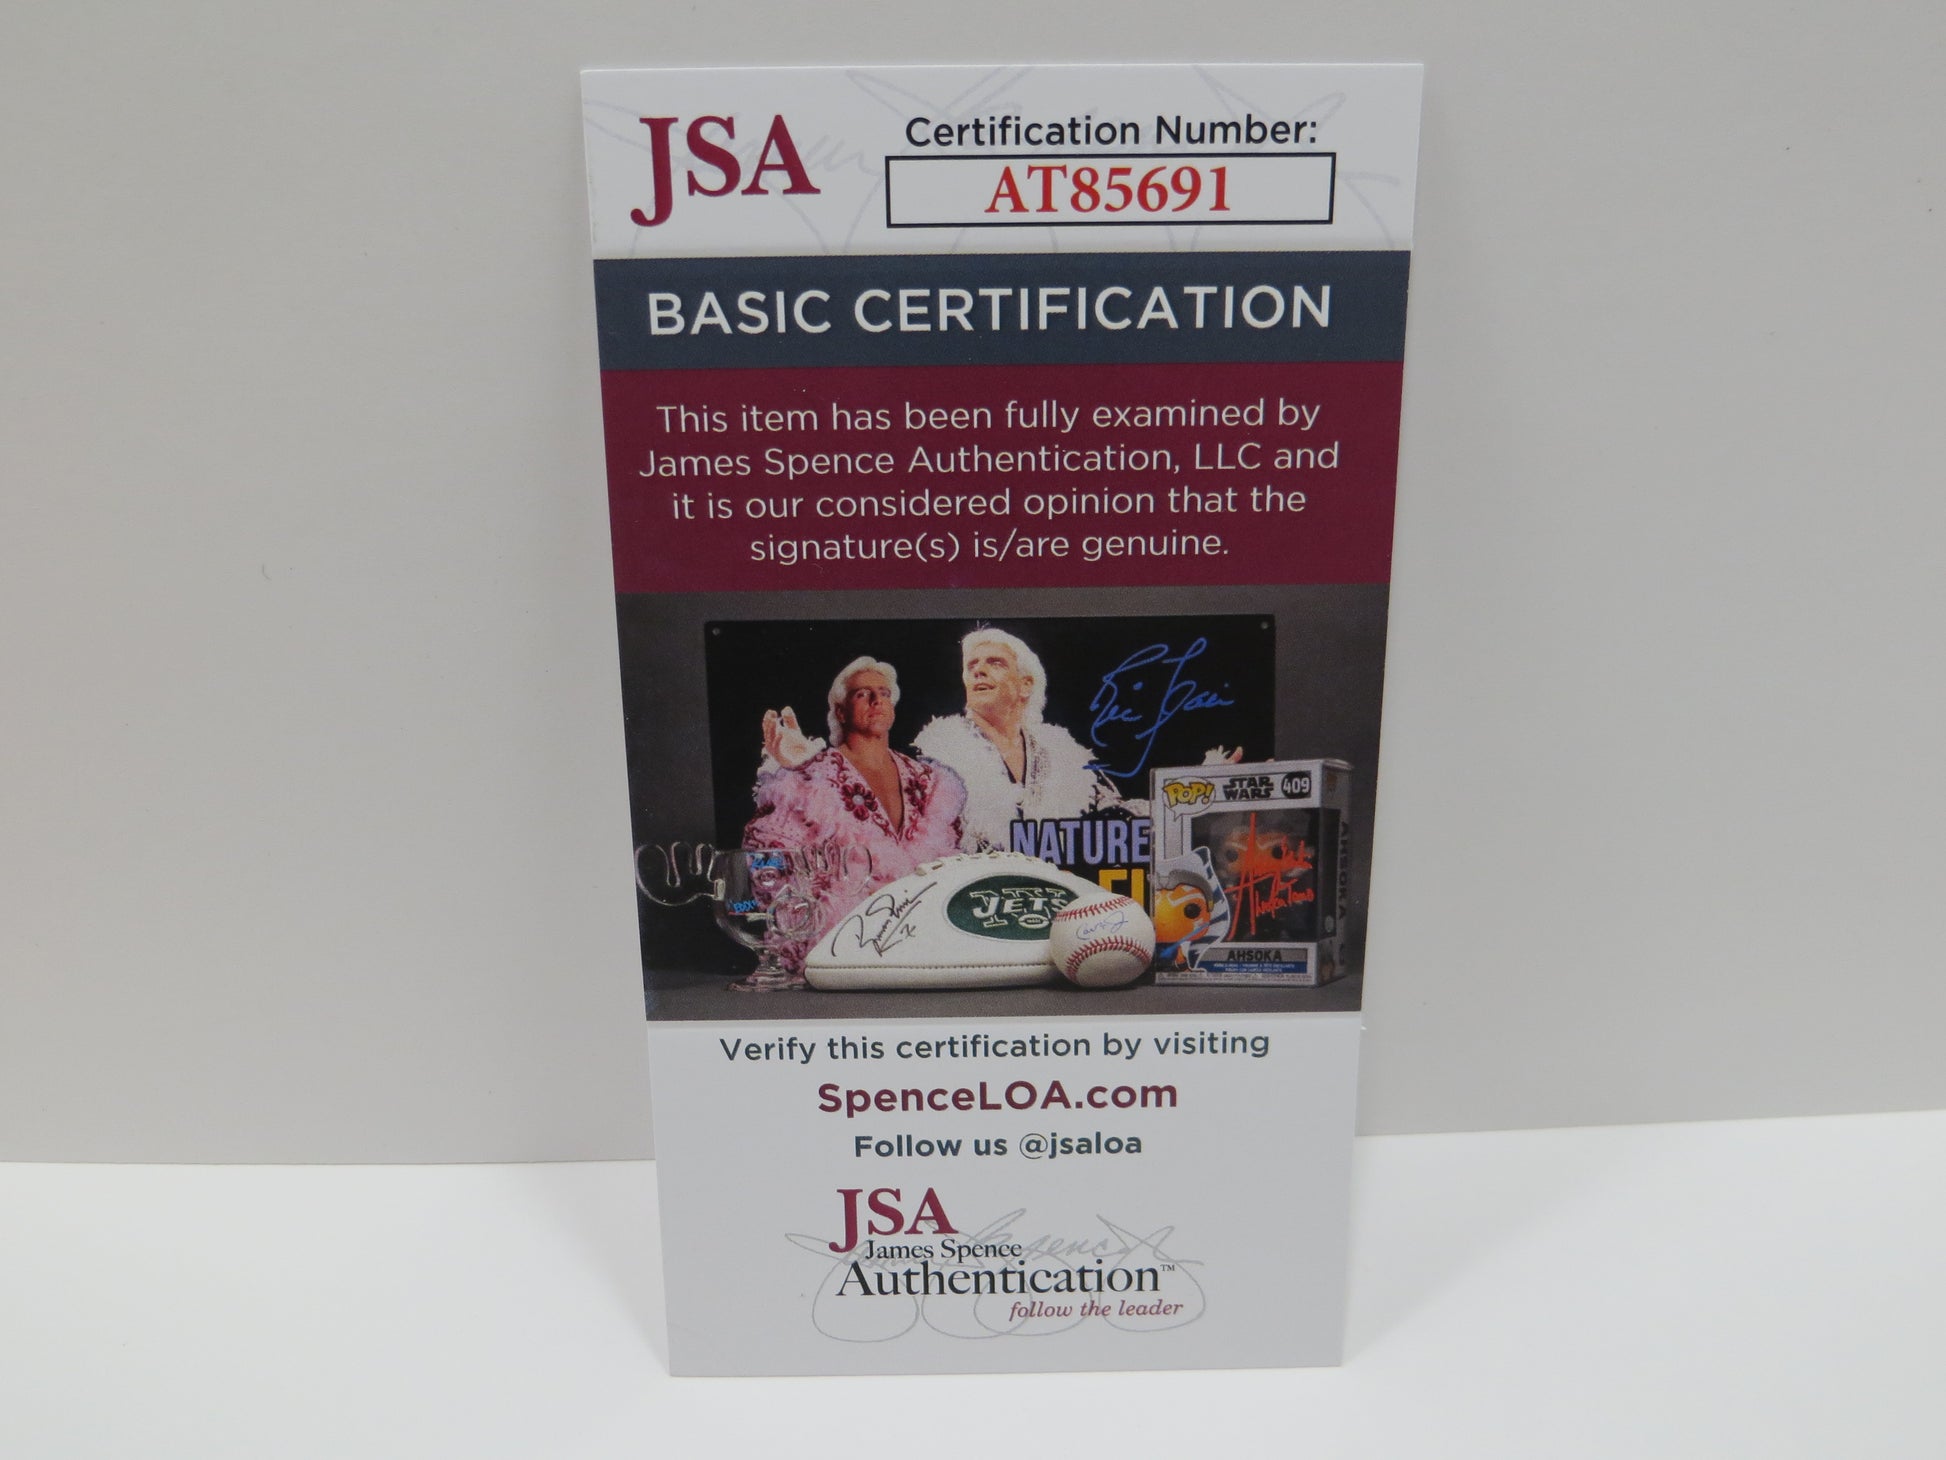 JSA
Certification Number:
AT85691
BASIC CERTIFICATION
This item has been fully examined by
James Spence Authentication, LLC and
it is our considered opinion that the
signature(s) is/are genuine.
NATURE
POP!
STAR
WARS
409
JETS
AHSOKA
AHSOKA
Verify this certification by visiting
SpenceLOA.com
Follow us @jsaloa
JSA
James Spence
Authentication™
follow the leader